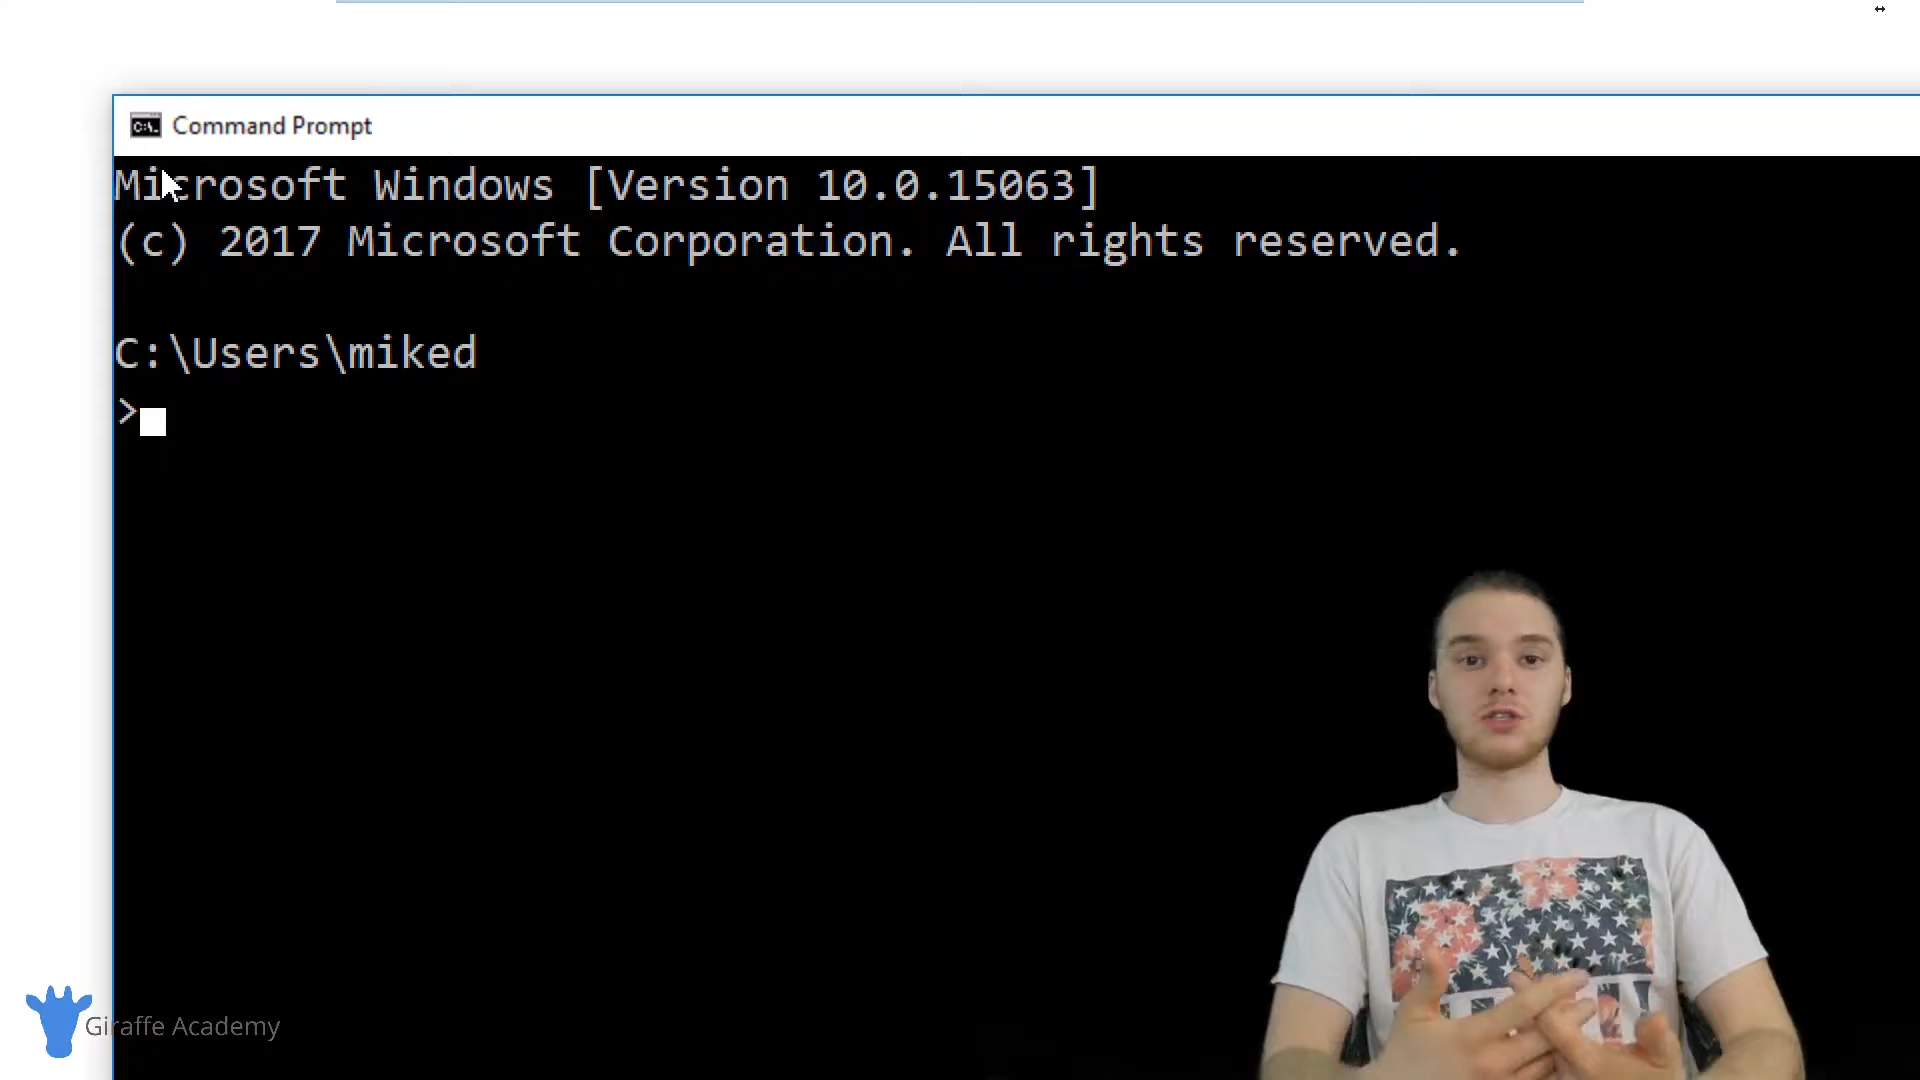 Command Prompt
Microsoft Windows [Version 10.0.15063]
(c) 2017 Microsoft Corporation. All rights reserved.
C:\Users\miked
>
Giraffe Academy